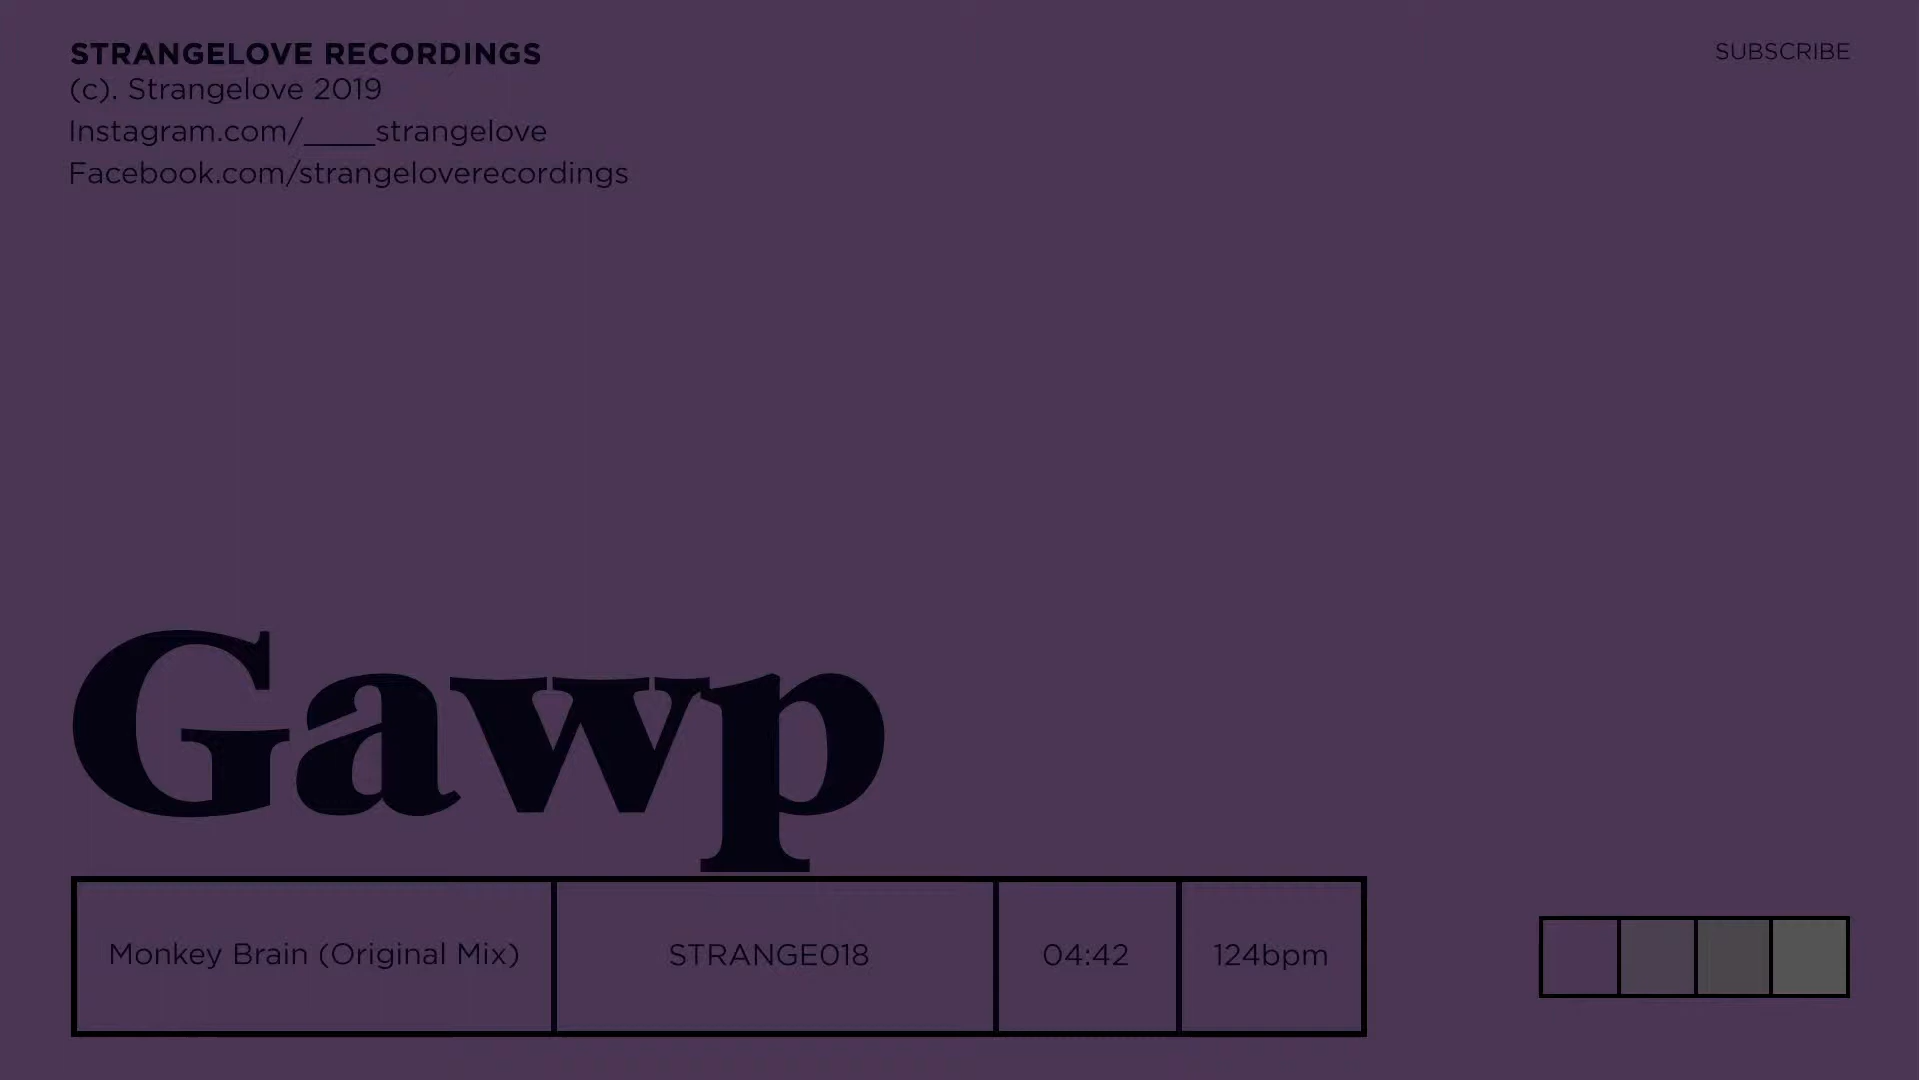 STRANGELOVE RECORDINGS
(c). Strangelove 2019
Instagram.com/____strangelove
Facebook.com/strangeloverecordings
SUBSCRIBE
Gawp
Monkey Brain (Original Mix)
STRANGE018
04:42
124bpm